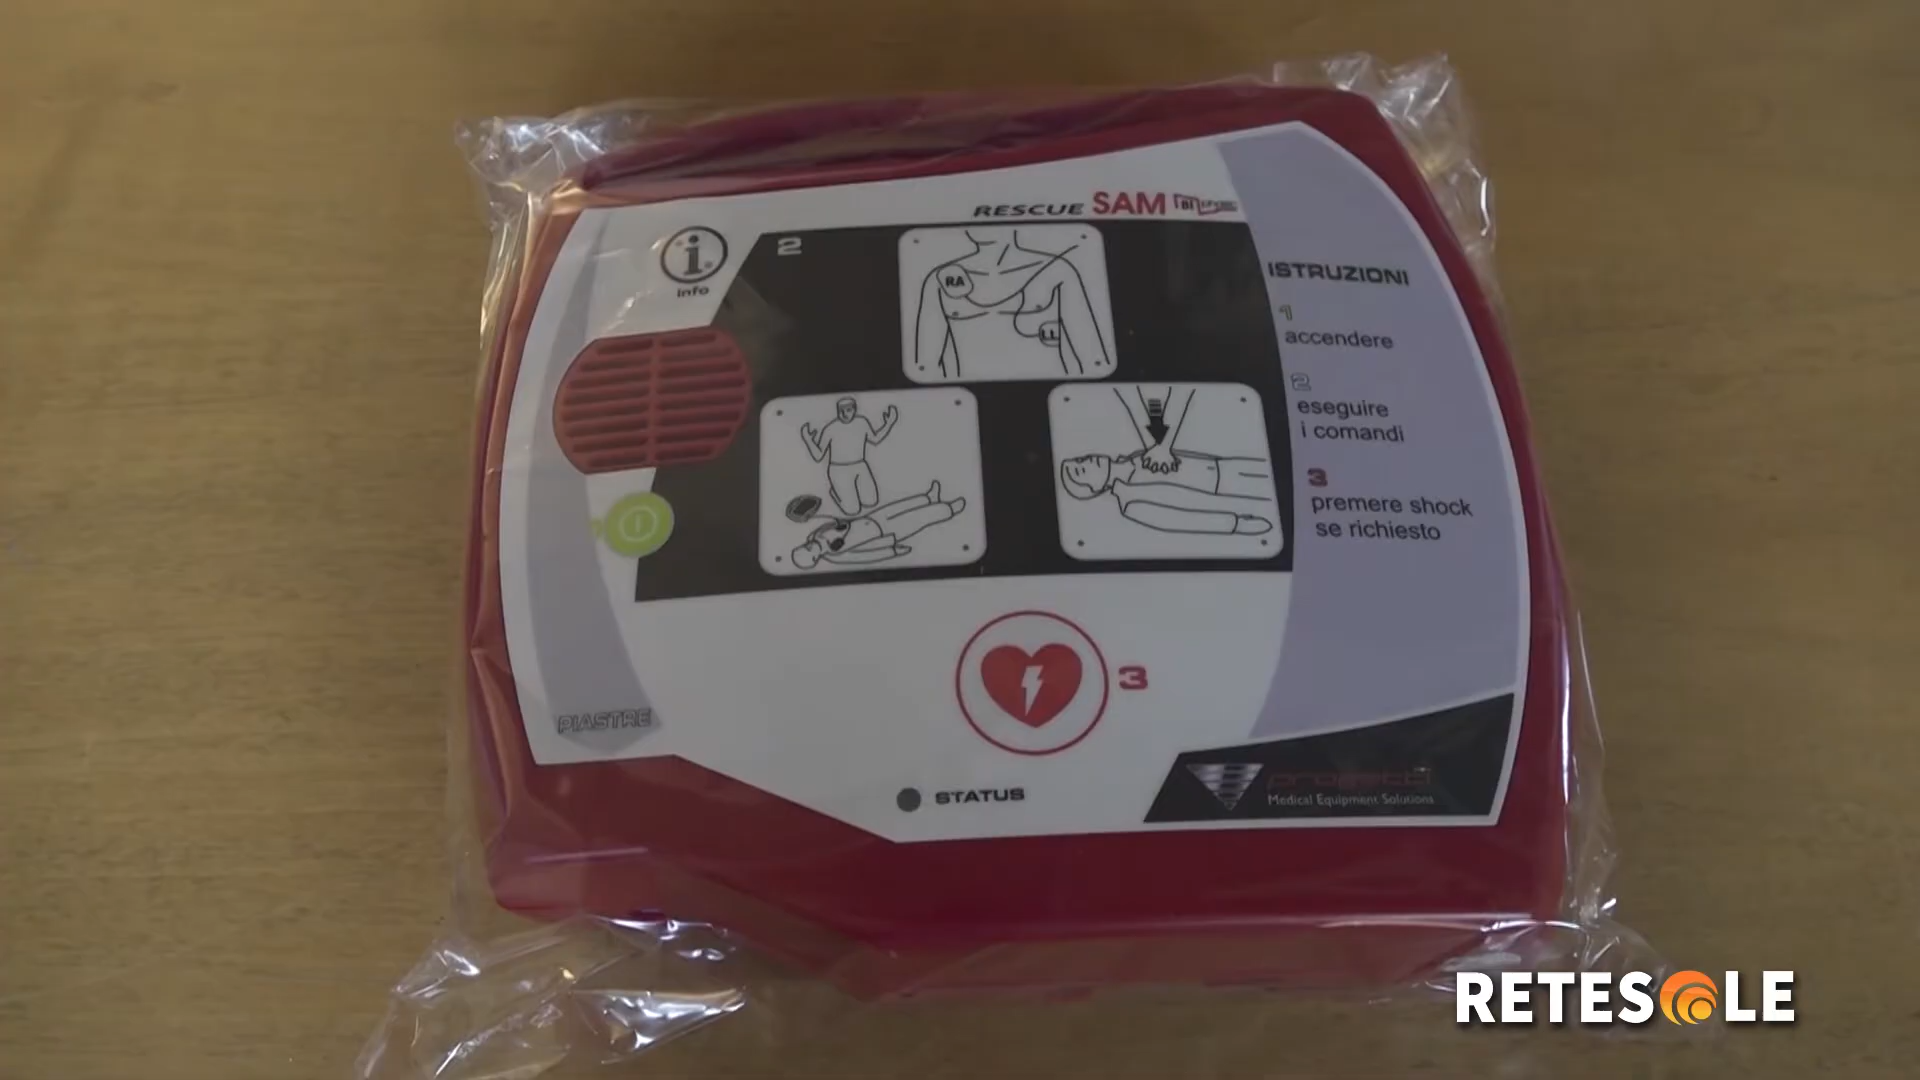 RESCUE SAM
i
info
2
RA
LL
ISTRUZIONI
1
accendere
2
eseguire
i comandi
3
premere shock
se richiesto
3
PIASTRE
STATUS
progetti
Medical Equipment Solutions
RETESOLE